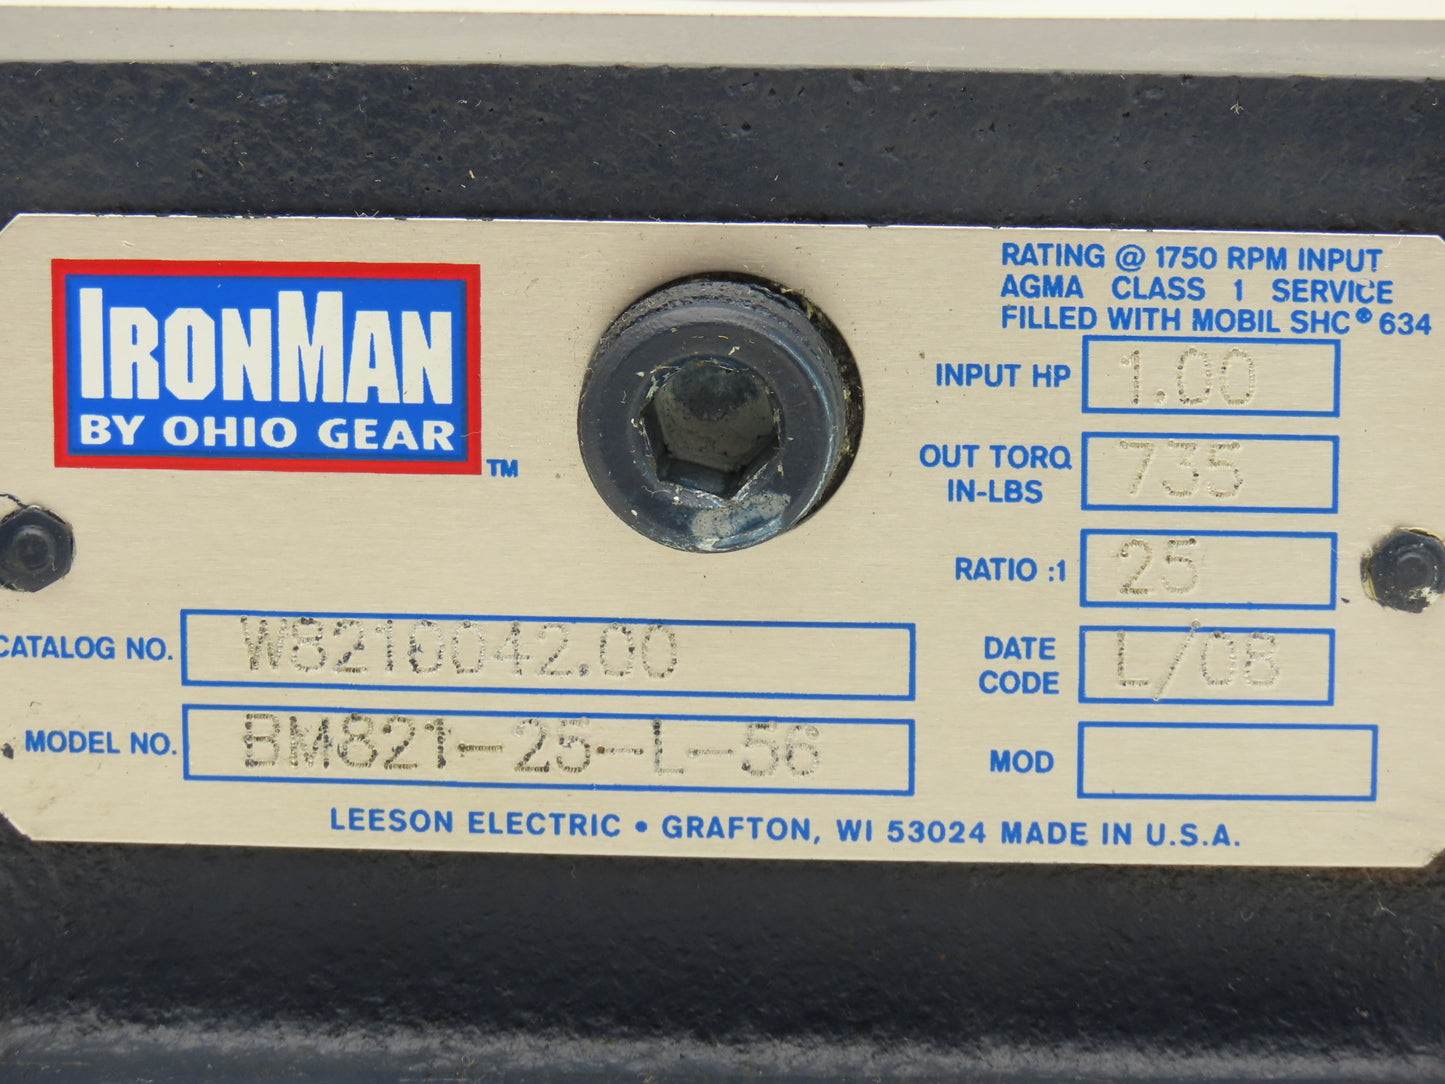 IRONMAN
BY OHIO GEAR
TM
RATING @ 1750 RPM INPUT
AGMA CLASS 1 SERVICE
FILLED WITH MOBIL SHC® 634
INPUT HP 1.00
OUT TORQ IN-LBS 735
RATIO :1 25
CATALOG NO. W8210042.00
DATE CODE L/08
MODEL NO. BM821-25-L-56
MOD
LEESON ELECTRIC • GRAFTON, WI 53024 MADE IN U.S.A.